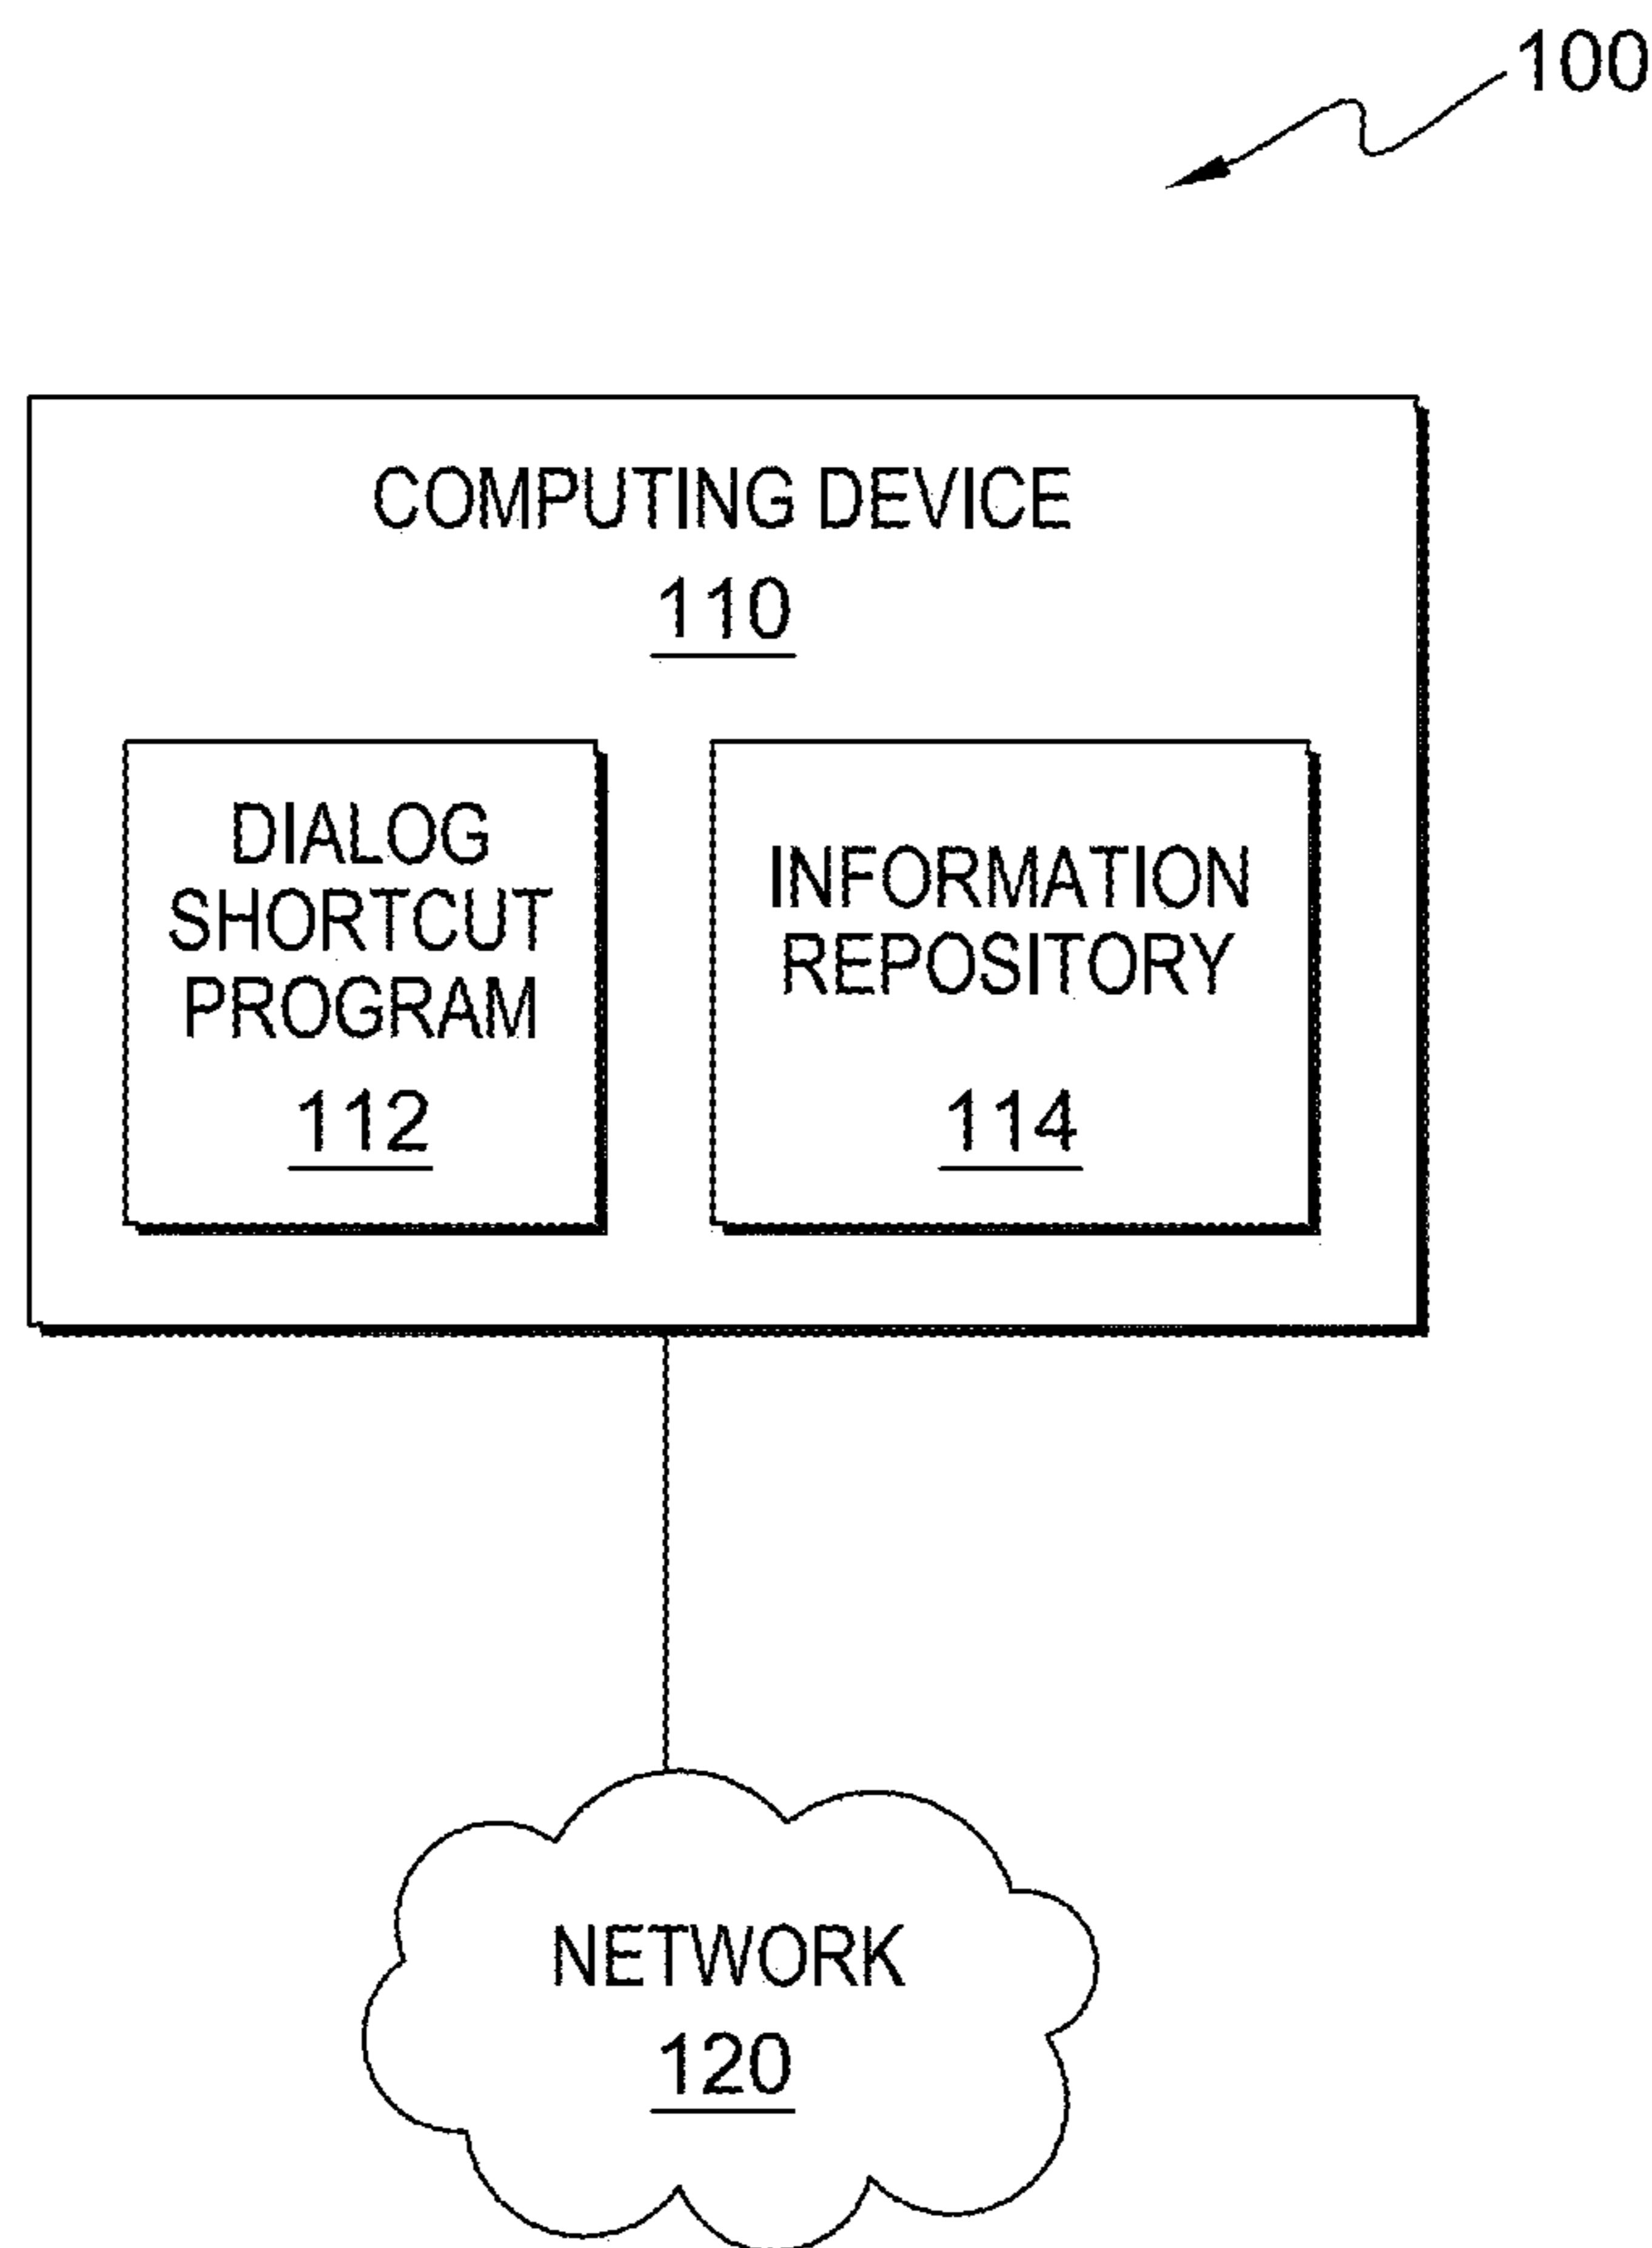 100
COMPUTING DEVICE
110
DIALOG
SHORTCUT
PROGRAM
112
INFORMATION
REPOSITORY
114
NETWORK
120